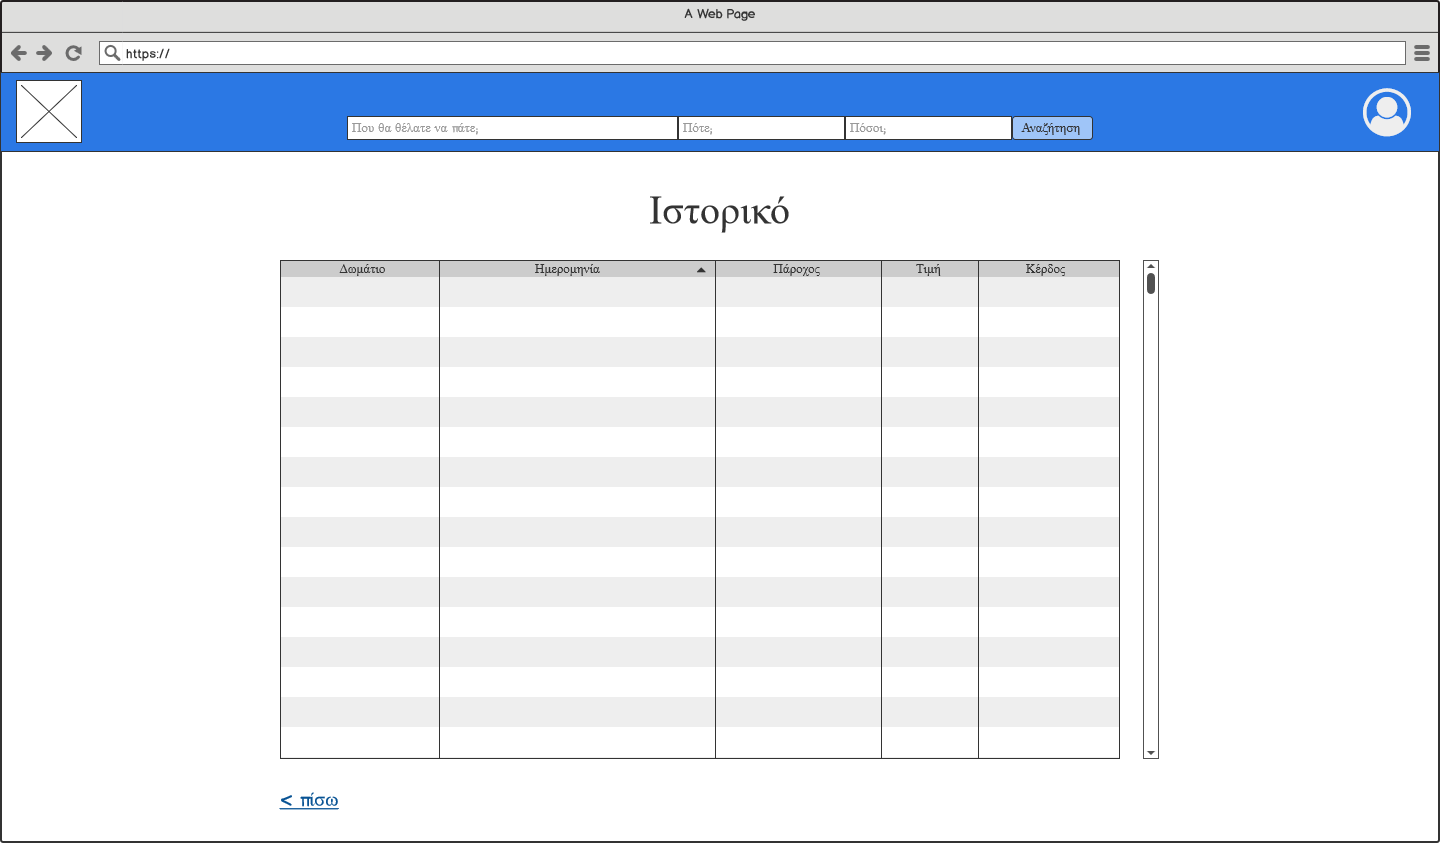 A Web Page
https://
Που θα θέλατε να πάτε; Πότε; Πόσοι; Αναζήτηση
Ιστορικό
Δωμάτιο Ημερομηνία Πάροχος Τιμή Κέρδος
< πίσω